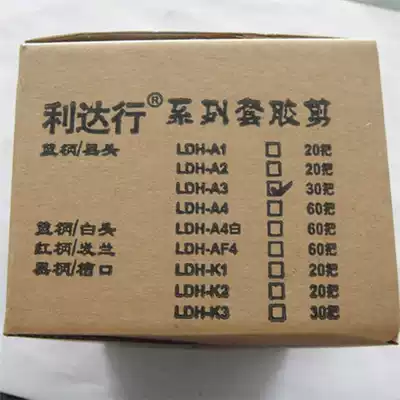 利达行®系列套胶剪
蓝柄/黑头 LDH-A1 □ 20把
LDH-A2 □ 20把
LDH-A3 ☑ 30把
LDH-A4 □ 60把
蓝柄/白头 LDH-A4白 □ 60把
红柄/发兰 LDH-AF4 □ 60把
黑柄/槽口 LDH-K1 □ 20把
LDH-K2 □ 20把
LDH-K3 □ 30把